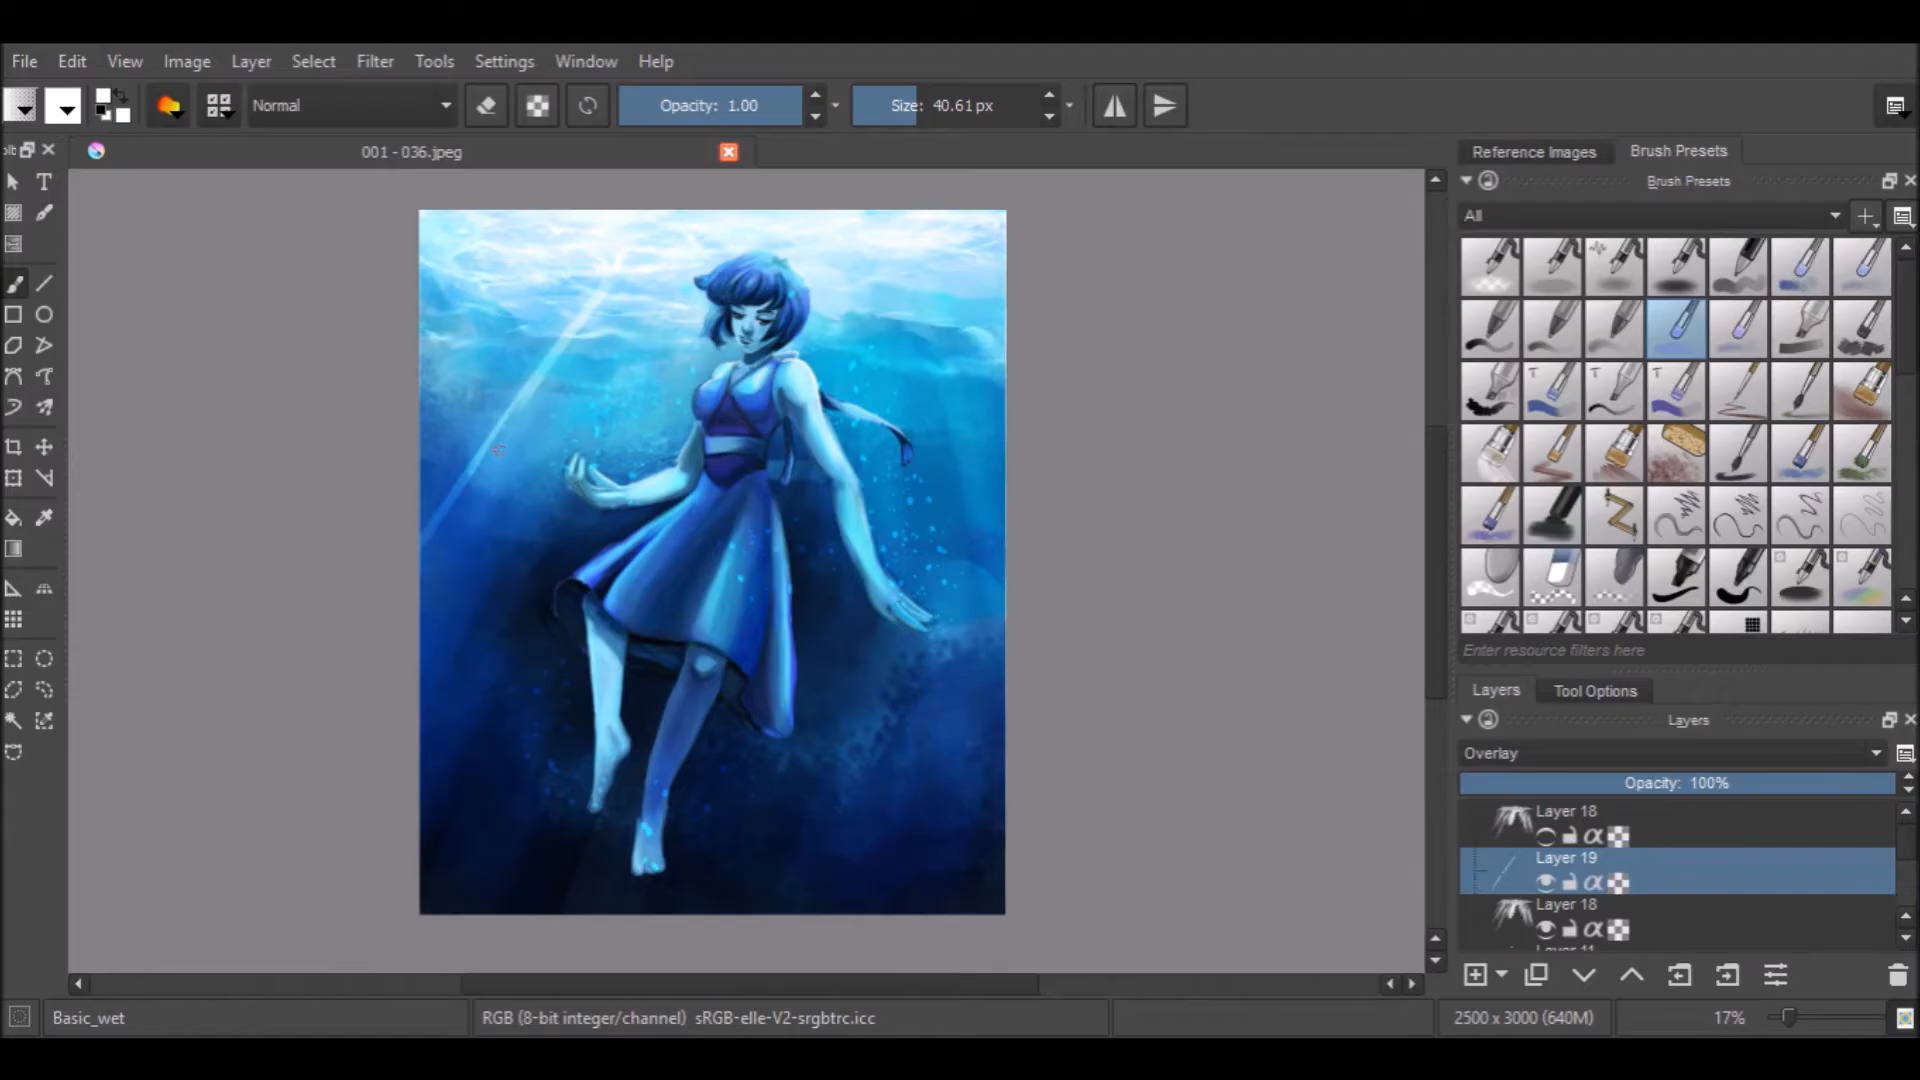 File Edit View Image Layer Select Filter Tools Settings Window Help
Normal Opacity: 1.00 Size: 40.61 px
001 - 036.jpeg
Reference Images Brush Presets
Brush Presets
All
Enter resource filters here
Layers Tool Options
Layers
Overlay
Opacity: 100%
Layer 18
Layer 19
Layer 18
Basic_wet RGB (8-bit integer/channel) sRGB-elle-V2-srgbtrc.icc 2500 x 3000 (640M) 17%